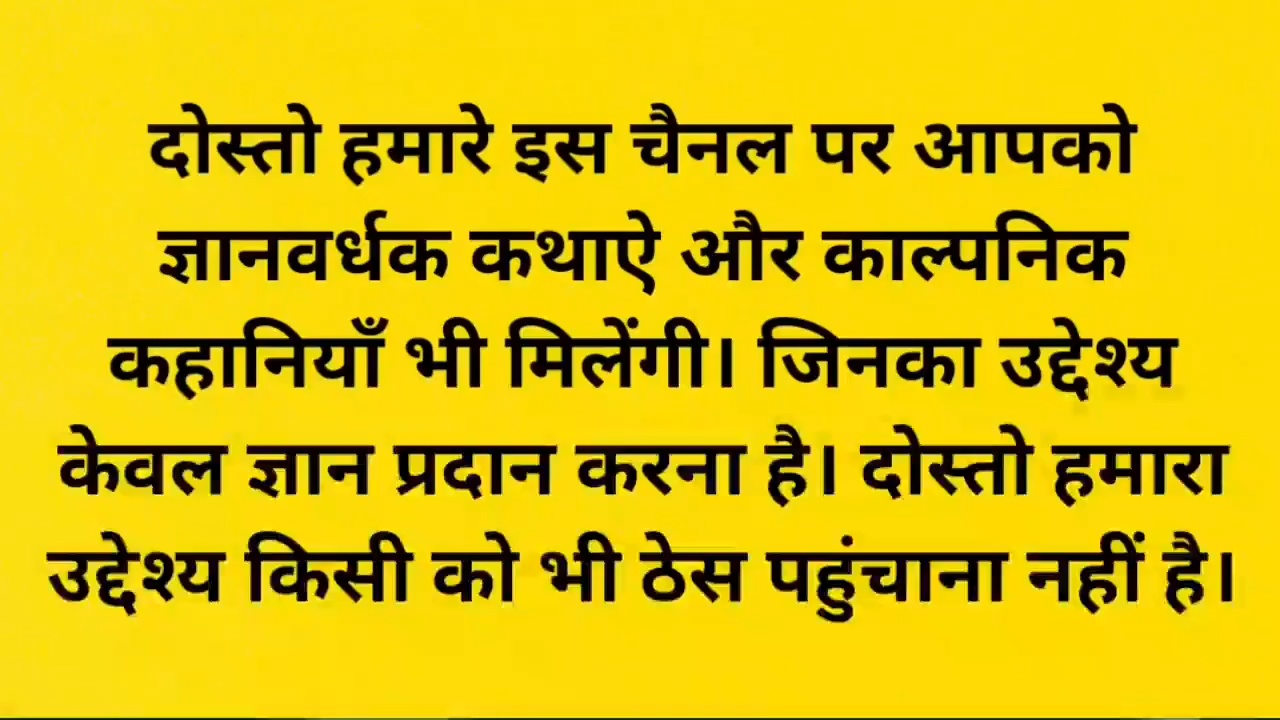 दोस्तो हमारे इस चैनल पर आपको
ज्ञानवर्धक कथाऐ और काल्पनिक
कहानियाँ भी मिलेंगी। जिनका उद्देश्य
केवल ज्ञान प्रदान करना है। दोस्तो हमारा
उद्देश्य किसी को भी ठेस पहुंचाना नहीं है।